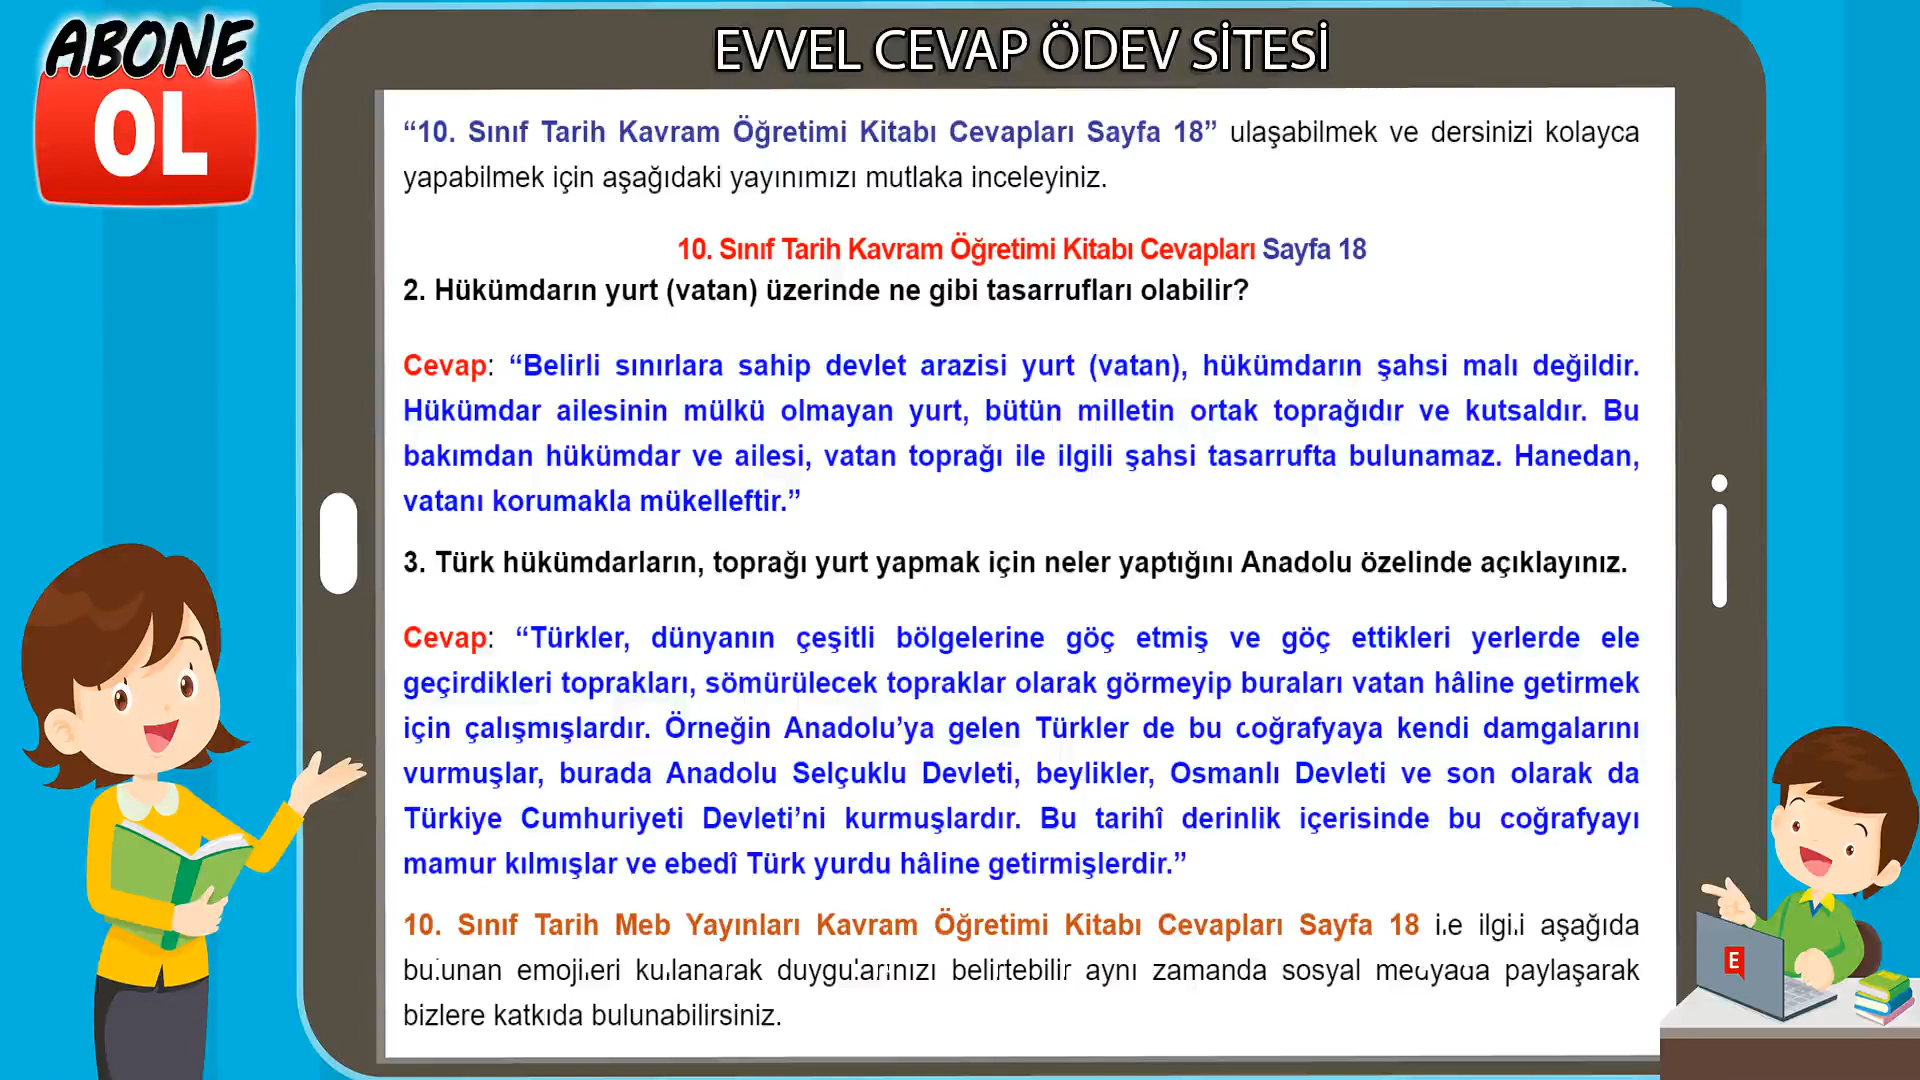 ABONE
OL
EVVEL CEVAP ÖDEV SİTESİ
“10. Sınıf Tarih Kavram Öğretimi Kitabı Cevapları Sayfa 18” ulaşabilmek ve dersinizi kolayca
yapabilmek için aşağıdaki yayınımızı mutlaka inceleyiniz.
10. Sınıf Tarih Kavram Öğretimi Kitabı Cevapları Sayfa 18
2. Hükümdarın yurt (vatan) üzerinde ne gibi tasarrufları olabilir?
Cevap: “Belirli sınırlara sahip devlet arazisi yurt (vatan), hükümdarın şahsi malı değildir.
Hükümdar ailesinin mülkü olmayan yurt, bütün milletin ortak toprağıdır ve kutsaldır. Bu
bakımdan hükümdar ve ailesi, vatan toprağı ile ilgili şahsi tasarrufta bulunamaz. Hanedan,
vatanı korumakla mükelleftir.”
3. Türk hükümdarların, toprağı yurt yapmak için neler yaptığını Anadolu özelinde açıklayınız.
Cevap: “Türkler, dünyanın çeşitli bölgelerine göç etmiş ve göç ettikleri yerlerde ele
geçirdikleri toprakları, sömürülecek topraklar olarak görmeyip buraları vatan hâline getirmek
için çalışmışlardır. Örneğin Anadolu’ya gelen Türkler de bu coğrafyaya kendi damgalarını
vurmuşlar, burada Anadolu Selçuklu Devleti, beylikler, Osmanlı Devleti ve son olarak da
Türkiye Cumhuriyeti Devleti’ni kurmuşlardır. Bu tarihî derinlik içerisinde bu coğrafyayı
mamur kılmışlar ve ebedî Türk yurdu hâline getirmişlerdir.”
10. Sınıf Tarih Meb Yayınları Kavram Öğretimi Kitabı Cevapları Sayfa 18 ile ilgili aşağıda
bulunan emojileri kullanarak duygularınızı belirtebilir aynı zamanda sosyal medyada paylaşarak
bizlere katkıda bulunabilirsiniz.
E